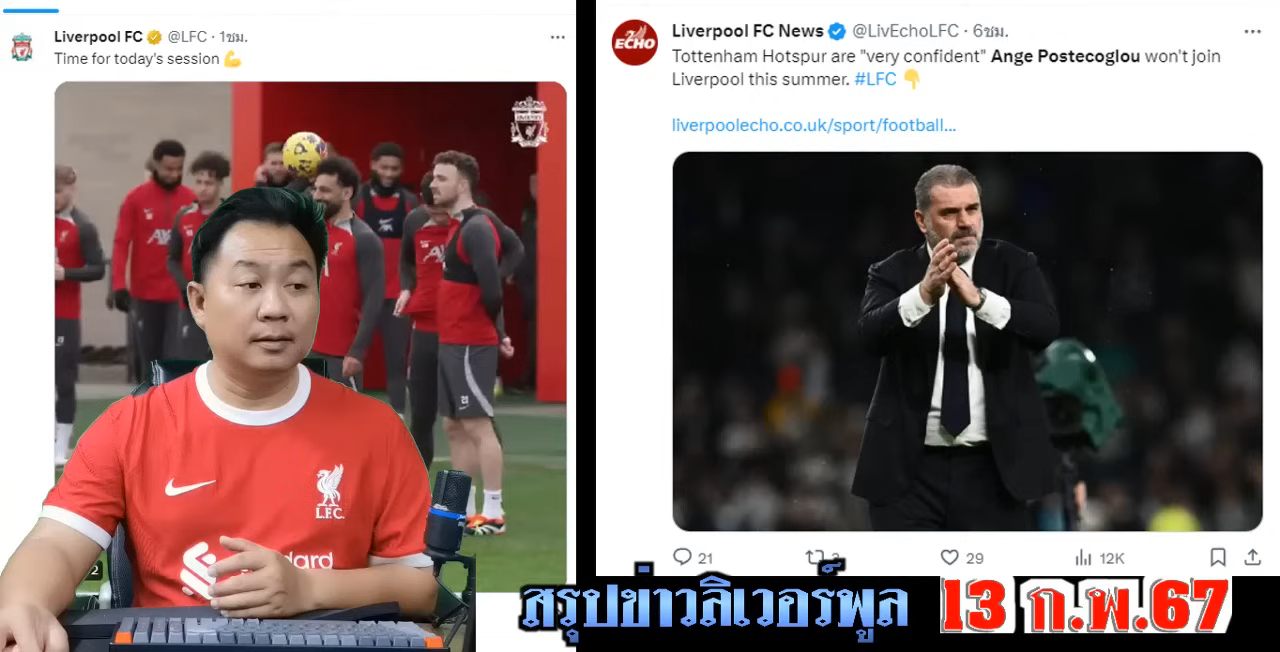 Liverpool FC @LFC · 1ชม.
Time for today's session
L.F.C.
2
Liverpool FC News @LivEchoLFC · 6ชม.
ECHO
Tottenham Hotspur are "very confident" Ange Postecoglou won't join
Liverpool this summer. #LFC
liverpoolecho.co.uk/sport/football...
21
29
12K
สรุปข่าวลิเวอร์พูล 13 ก.พ.67